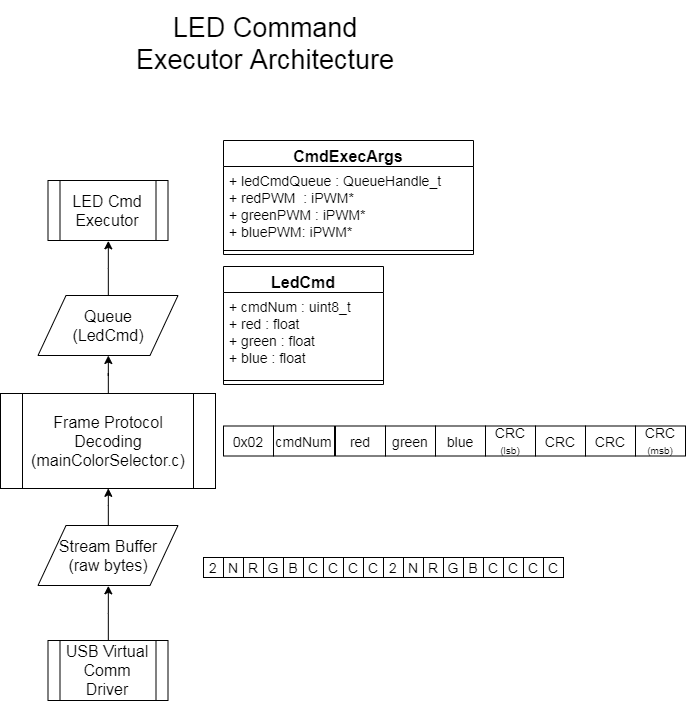 LED Command
Executor Architecture
CmdExecArgs
+ ledCmdQueue : QueueHandle_t
+ redPWM : iPWM*
+ greenPWM : iPWM*
+ bluePWM: iPWM*
LED Cmd
Executor
LedCmd
+ cmdNum : uint8_t
+ red : float
+ green : float
+ blue : float
Queue
(LedCmd)
Frame Protocol
Decoding
(mainColorSelector.c)
0x02 cmdNum red green blue CRC (lsb) CRC CRC CRC (msb)
Stream Buffer
(raw bytes)
2 N R G B C C C C 2 N R G B C C C C
USB Virtual
Comm
Driver